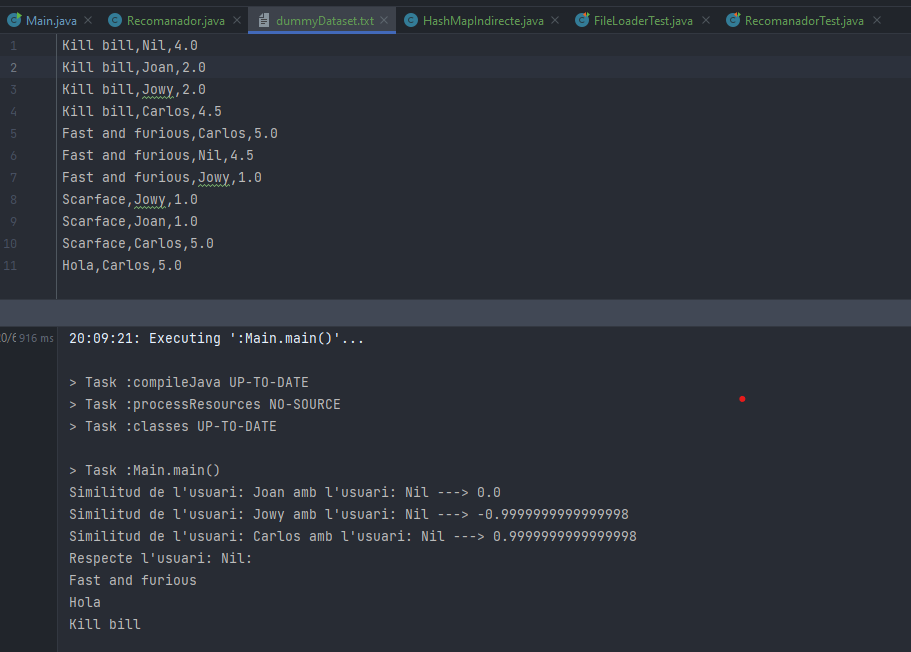 Main.java Recomanador.java dummyDataset.txt HashMapIndirecte.java FileLoaderTest.java RecomanadorTest.java
1 Kill bill,Nil,4.0
2 Kill bill,Joan,2.0
3 Kill bill,Jowy,2.0
4 Kill bill,Carlos,4.5
5 Fast and furious,Carlos,5.0
6 Fast and furious,Nil,4.5
7 Fast and furious,Jowy,1.0
8 Scarface,Jowy,1.0
9 Scarface,Joan,1.0
10 Scarface,Carlos,5.0
11 Hola,Carlos,5.0
916 ms 20:09:21: Executing ':Main.main()'...
> Task :compileJava UP-TO-DATE
> Task :processResources NO-SOURCE
> Task :classes UP-TO-DATE
> Task :Main.main()
Similitud de l'usuari: Joan amb l'usuari: Nil ---> 0.0
Similitud de l'usuari: Jowy amb l'usuari: Nil ---> -0.9999999999999998
Similitud de l'usuari: Carlos amb l'usuari: Nil ---> 0.9999999999999998
Respecte l'usuari: Nil:
Fast and furious
Hola
Kill bill